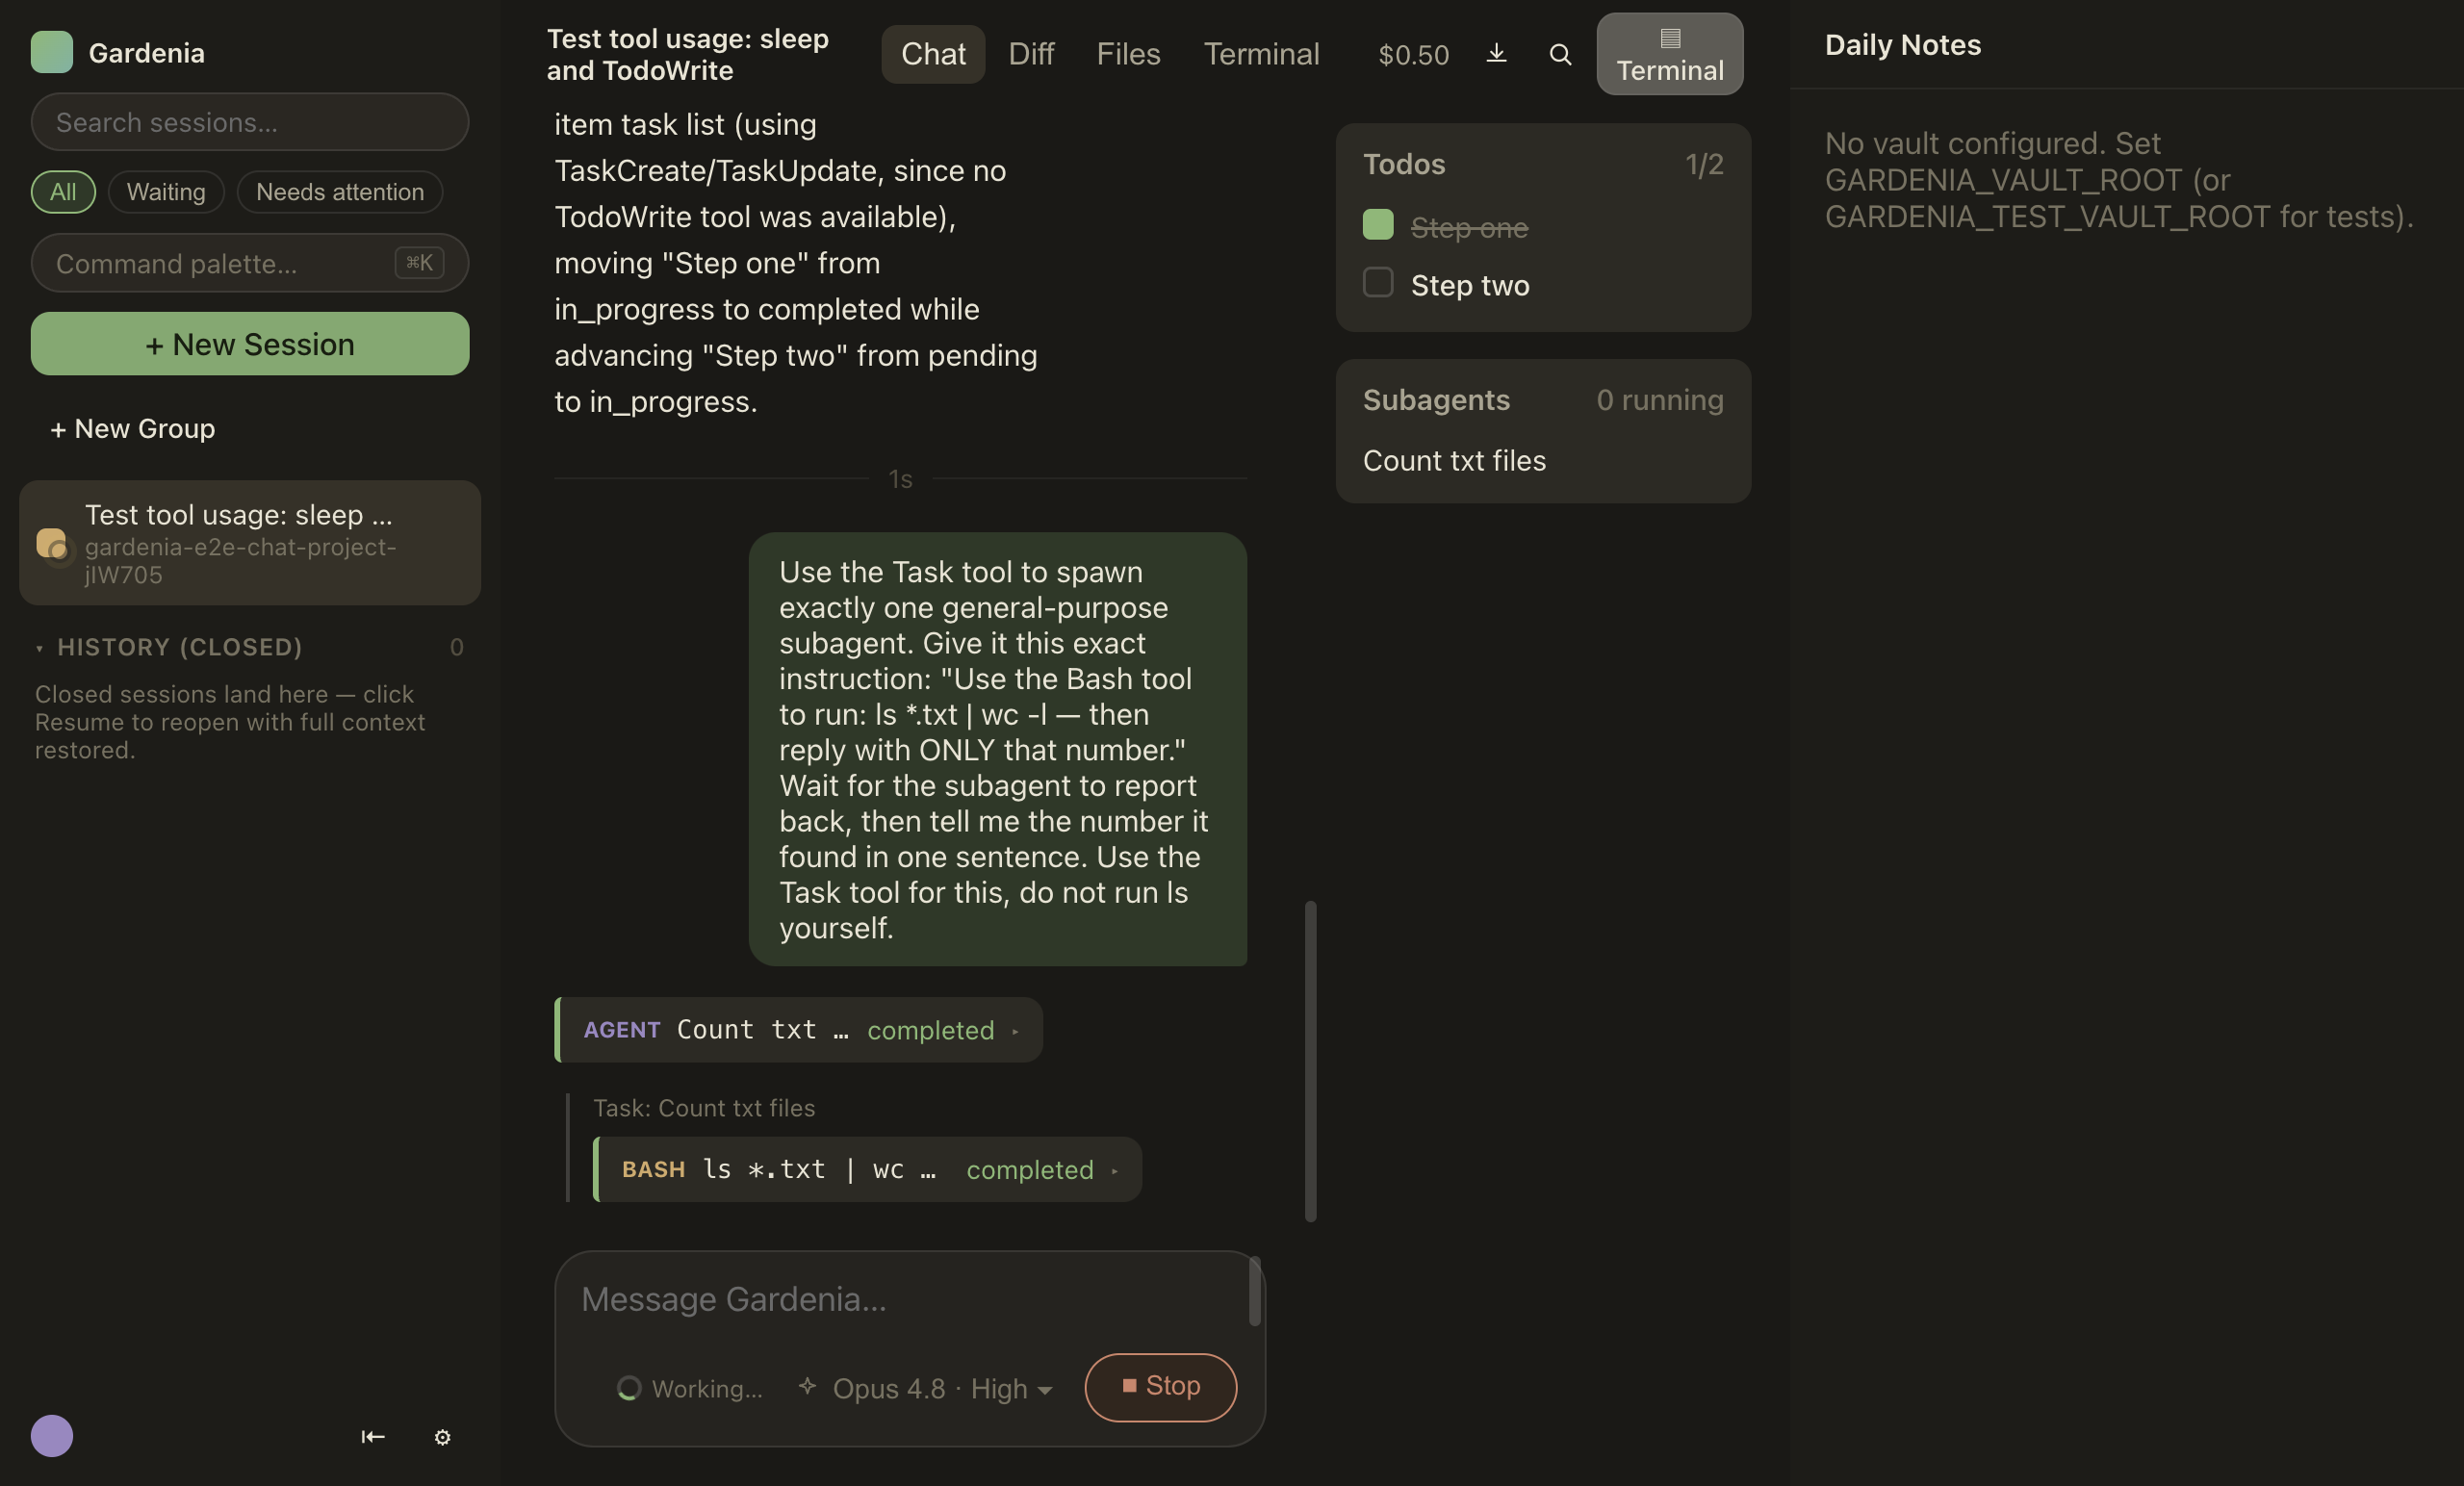 Gardenia
Search sessions...
All
Waiting
Needs attention
Command palette...
⌘K
+ New Session
+ New Group
Test tool usage: sleep ...
gardenia-e2e-chat-project-
jIW705
HISTORY (CLOSED)
0
Closed sessions land here — click
Resume to reopen with full context
restored.
Test tool usage: sleep
and TodoWrite
Chat
Diff
Files
Terminal
$0.50
Terminal
item task list (using
TaskCreate/TaskUpdate, since no
TodoWrite tool was available),
moving "Step one" from
in_progress to completed while
advancing "Step two" from pending
to in_progress.
1s
Use the Task tool to spawn
exactly one general-purpose
subagent. Give it this exact
instruction: "Use the Bash tool
to run: ls *.txt | wc -l — then
reply with ONLY that number."
Wait for the subagent to report
back, then tell me the number it
found in one sentence. Use the
Task tool for this, do not run ls
yourself.
AGENT Count txt … completed
Task: Count txt files
BASH ls *.txt | wc … completed
Message Gardenia...
Working...
Opus 4.8 · High
Stop
Todos
1/2
Step one
Step two
Subagents
0 running
Count txt files
Daily Notes
No vault configured. Set
GARDENIA_VAULT_ROOT (or
GARDENIA_TEST_VAULT_ROOT for tests).